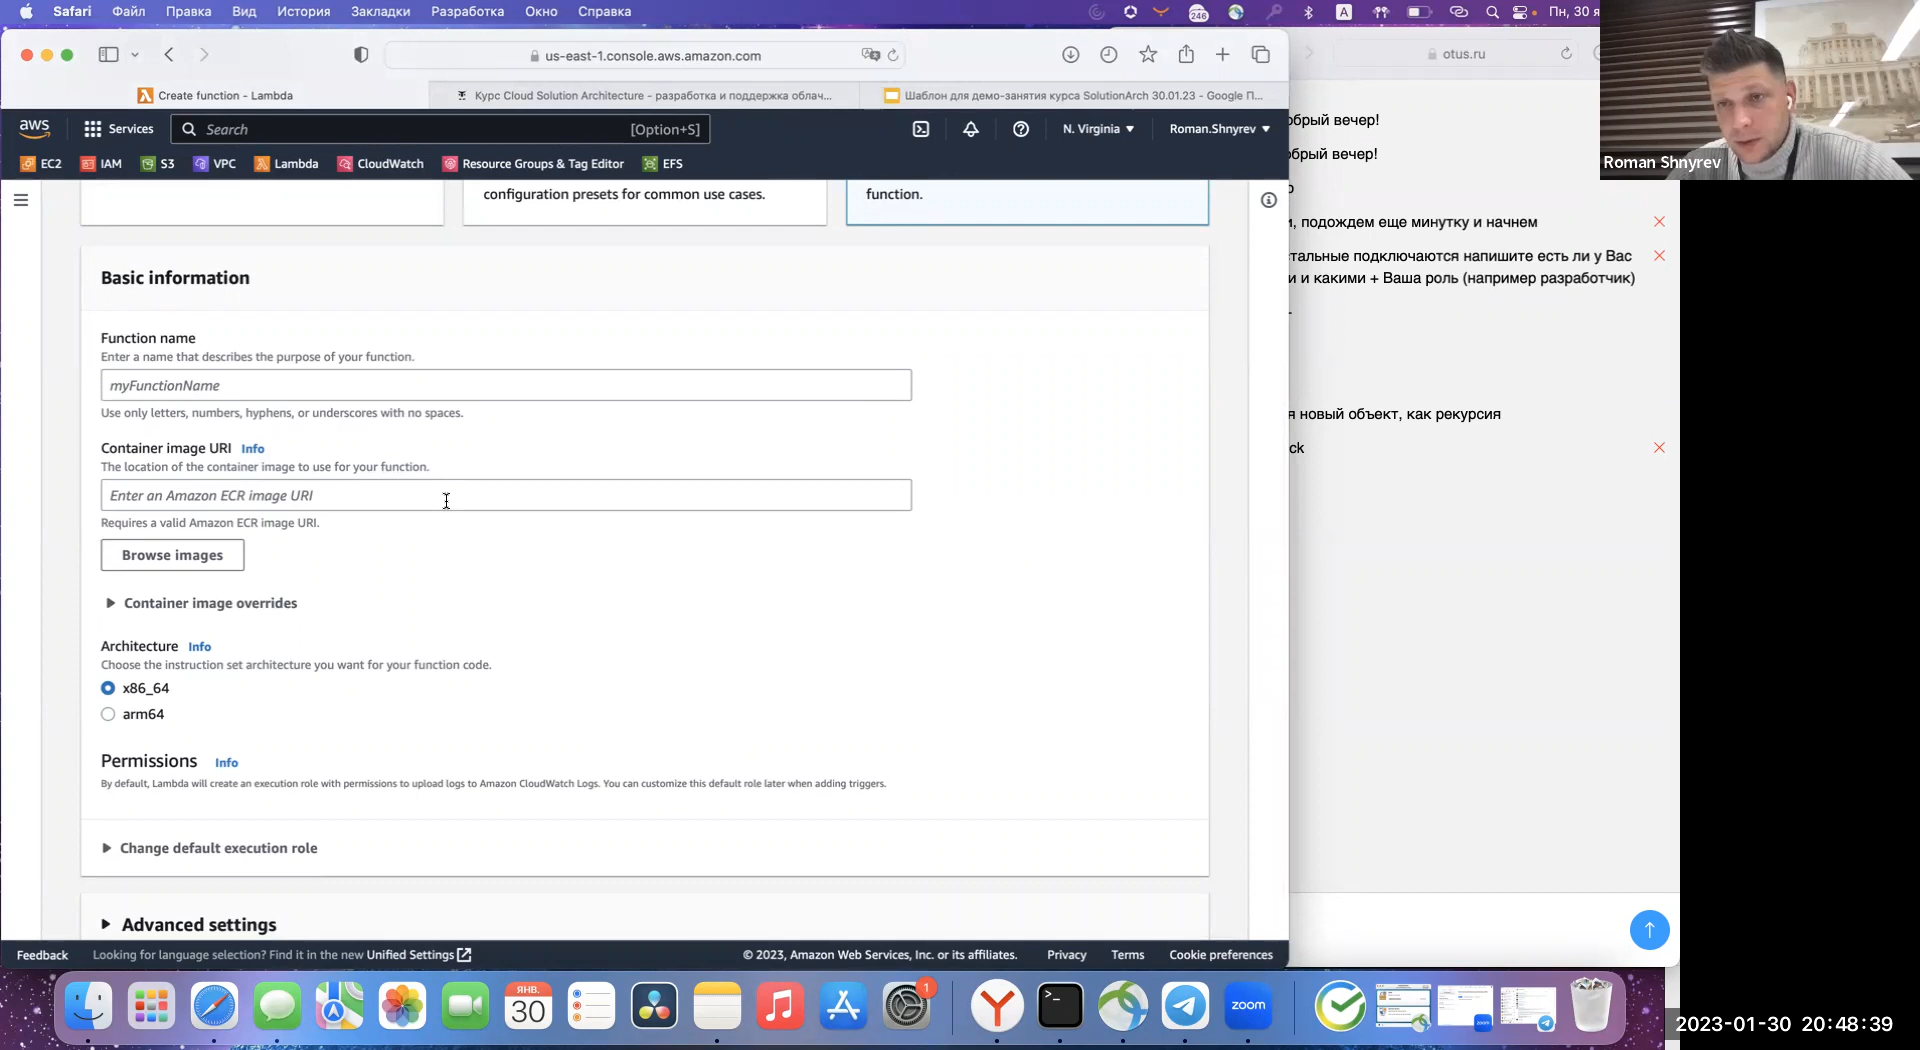 Safari Файл Правка Вид История Закладки Разработка Окно Справка
246 A Пн, 30 я
us-east-1.console.aws.amazon.com
otus.ru
Create function - Lambda
Курс Cloud Solution Architecture – разработка и поддержка облач...
Шаблон для демо-занятия курса SolutionArch 30.01.23 - Google П...
aws Services Search [Option+S] N. Virginia Roman.Shnyrev
EC2 IAM S3 VPC Lambda CloudWatch Resource Groups & Tag Editor EFS
configuration presets for common use cases.
function.
Basic information
Function name
Enter a name that describes the purpose of your function.
myFunctionName
Use only letters, numbers, hyphens, or underscores with no spaces.
Container image URI Info
The location of the container image to use for your function.
Enter an Amazon ECR image URI
Requires a valid Amazon ECR image URI.
Browse images
Container image overrides
Architecture Info
Choose the instruction set architecture you want for your function code.
x86_64
arm64
Permissions Info
By default, Lambda will create an execution role with permissions to upload logs to Amazon CloudWatch Logs. You can customize this default role later when adding triggers.
Change default execution role
Advanced settings
Feedback Looking for language selection? Find it in the new Unified Settings © 2023, Amazon Web Services, Inc. or its affiliates. Privacy Terms Cookie preferences
обрый вечер!
обрый вечер!
о
и, подождем еще минутку и начнем
стальные подключаются напишите есть ли у Вас
и и какими + Ваша роль (например разработчик)
я новый объект, как рекурсия
ck
Roman Shnyrev
ЯНВ.
30
1
zoom
2023-01-30 20:48:39